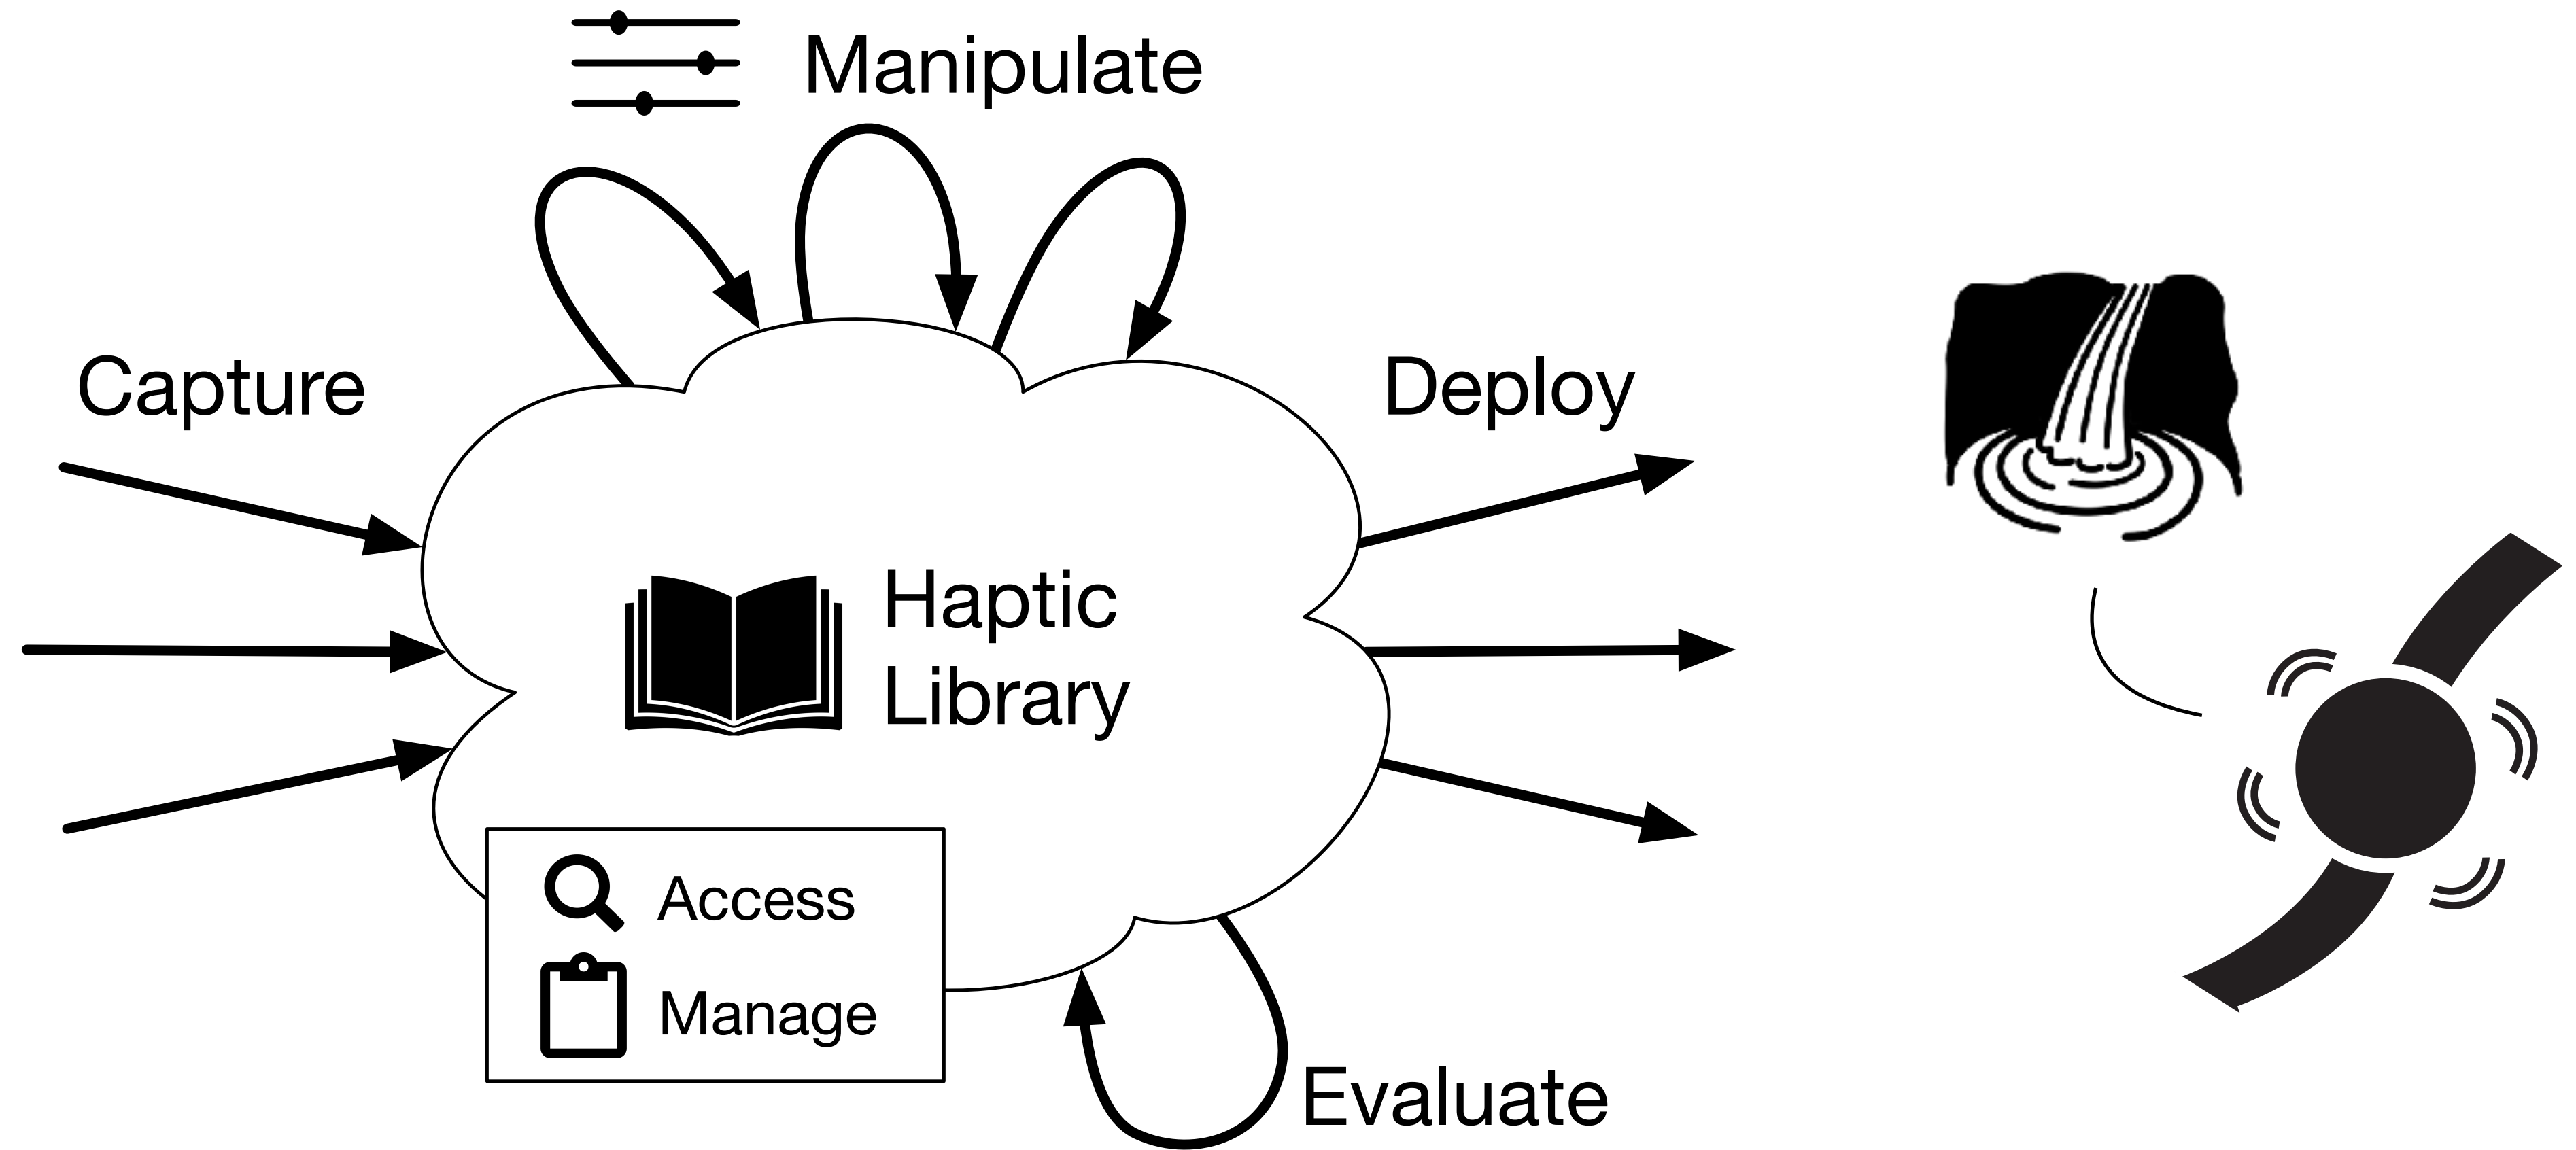 Manipulate
Capture
Deploy
Haptic
Library
Access
Manage
Evaluate